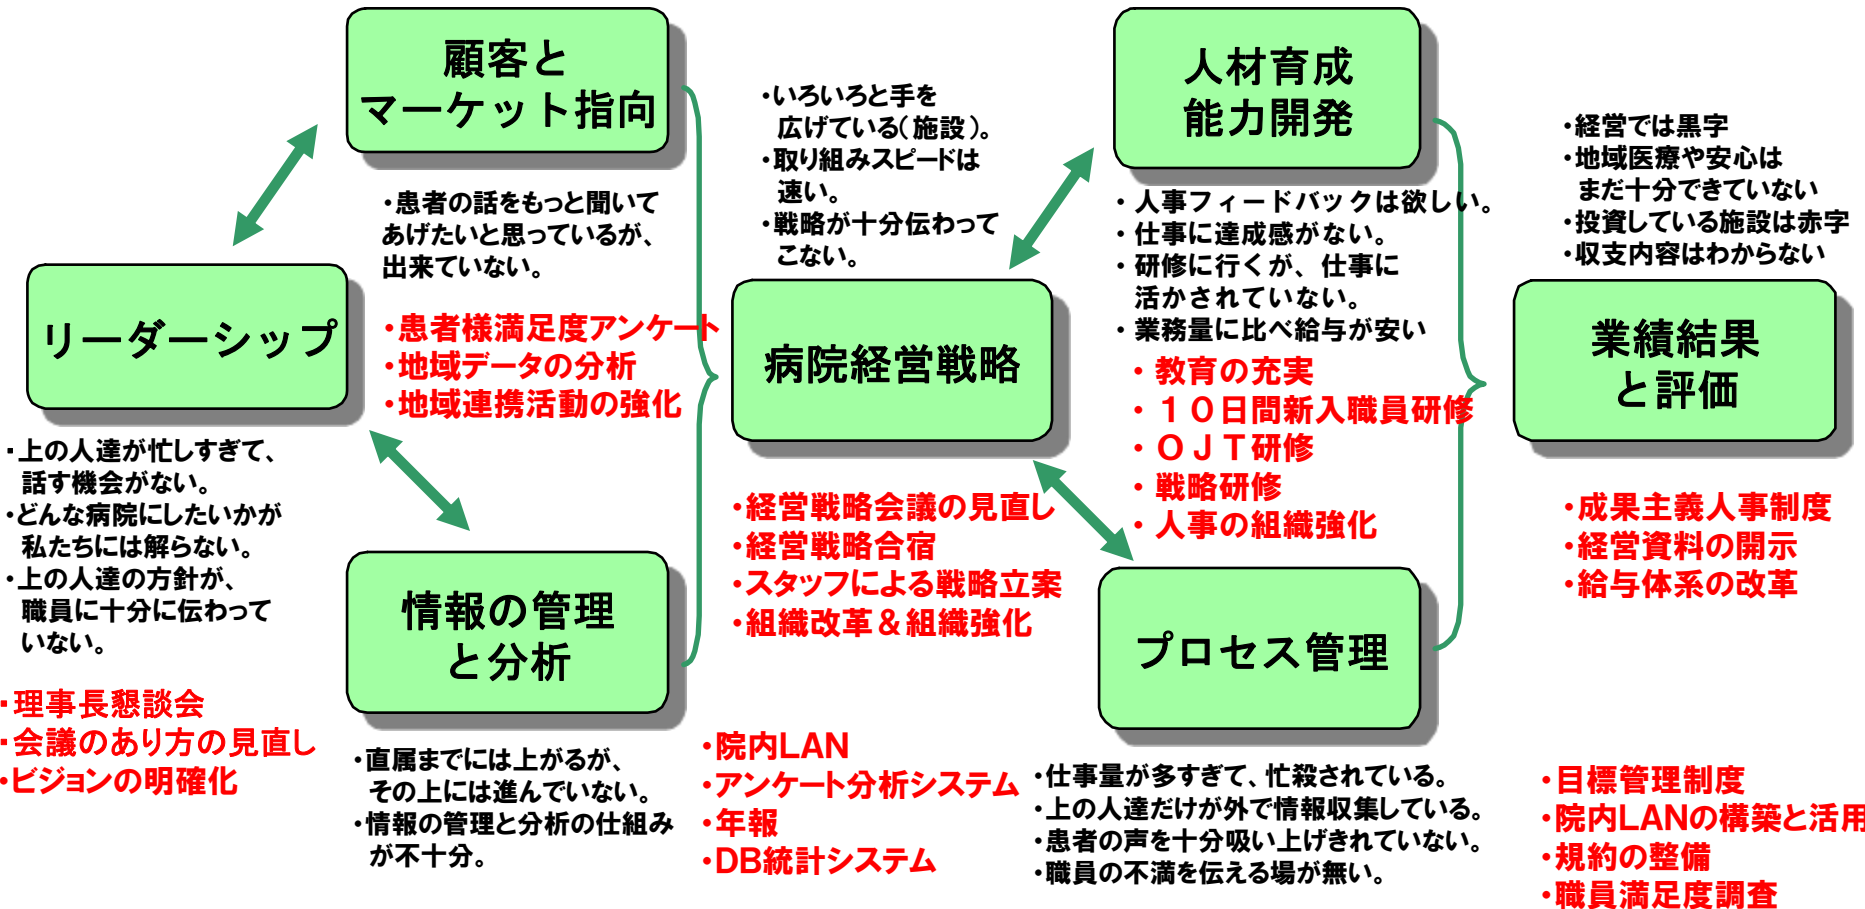 顧客と
マーケット指向
・患者の話をもっと聞いて
あげたいと思っているが、
出来ていない。
・患者様満足度アンケート
・地域データの分析
・地域連携活動の強化
リーダーシップ
・上の人達が忙しすぎて、
話す機会がない。
・どんな病院にしたいかが
私たちには解らない。
・上の人達の方針が、
職員に十分に伝わって
いない。
・理事長懇談会
・会議のあり方の見直し
・ビジョンの明確化
情報の管理
と分析
・直属までには上がるが、
その上には進んでいない。
・情報の管理と分析の仕組み
が不十分。
・院内LAN
・アンケート分析システム
・年報
・DB統計システム
・いろいろと手を
広げている（施設）。
・取り組みスピードは
速い。
・戦略が十分伝わって
こない。
病院経営戦略
・経営戦略会議の見直し
・経営戦略合宿
・スタッフによる戦略立案
・組織改革＆組織強化
人材育成
能力開発
・人事フィードバックは欲しい。
・仕事に達成感がない。
・研修に行くが、仕事に
活かされていない。
・業務量に比べ給与が安い
・教育の充実
・１０日間新入職員研修
・ＯＪＴ研修
・戦略研修
・人事の組織強化
プロセス管理
・仕事量が多すぎて、忙殺されている。
・上の人達だけが外で情報収集している。
・患者の声を十分吸い上げきれていない。
・職員の不満を伝える場が無い。
・目標管理制度
・院内LANの構築と活用
・規約の整備
・職員満足度調査
・経営では黒字
・地域医療や安心は
まだ十分できていない
・投資している施設は赤字
・収支内容はわからない
業績結果
と評価
・成果主義人事制度
・経営資料の開示
・給与体系の改革